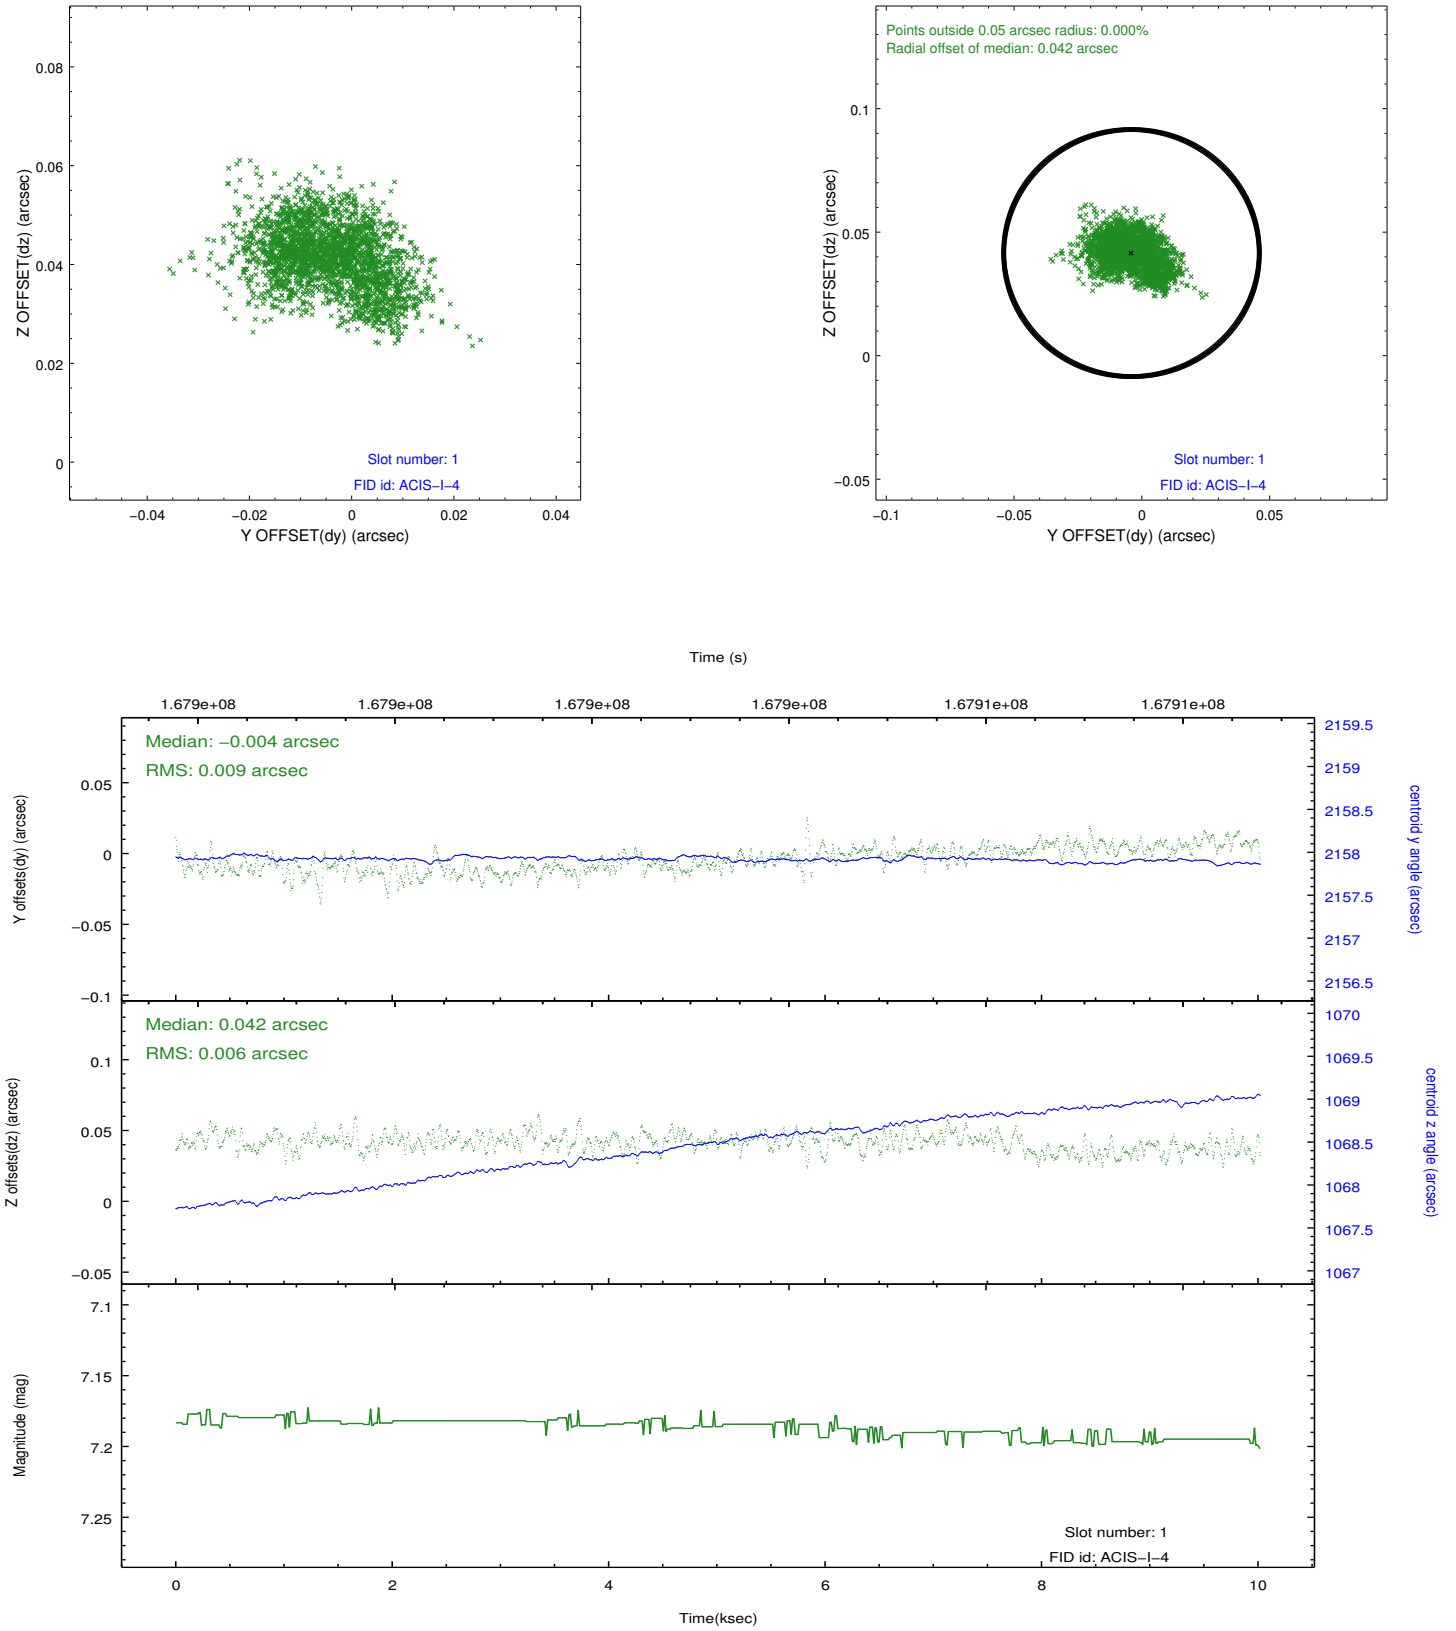 0.08
0.06
0.04
0.02
0
Z OFFSET(dz) (arcsec)
Slot number: 1
FID id: ACIS−I−4
−0.04
−0.02
0
0.02
0.04
Y OFFSET(dy) (arcsec)
Points outside 0.05 arcsec radius: 0.000%
Radial offset of median: 0.042 arcsec
0.1
0.05
0
−0.05
Z OFFSET(dz) (arcsec)
Slot number: 1
FID id: ACIS−I−4
−0.1
−0.05
0
0.05
Y OFFSET(dy) (arcsec)
Time (s)
1.679e+08
1.679e+08
1.679e+08
1.679e+08
1.6791e+08
1.6791e+08
Median: −0.004 arcsec
RMS: 0.009 arcsec
0.05
0
−0.05
−0.1
Y offsets(dy) (arcsec)
2159.5
2159
2158.5
2158
2157.5
2157
2156.5
centroid y angle (arcsec)
Median: 0.042 arcsec
RMS: 0.006 arcsec
0.1
0.05
0
−0.05
Z offsets(dz) (arcsec)
1070
1069.5
1069
1068.5
1068
1067.5
1067
centroid z angle (arcsec)
7.1
7.15
7.2
7.25
Magnitude (mag)
Slot number: 1
FID id: ACIS−I−4
0
2
4
6
8
10
Time(ksec)